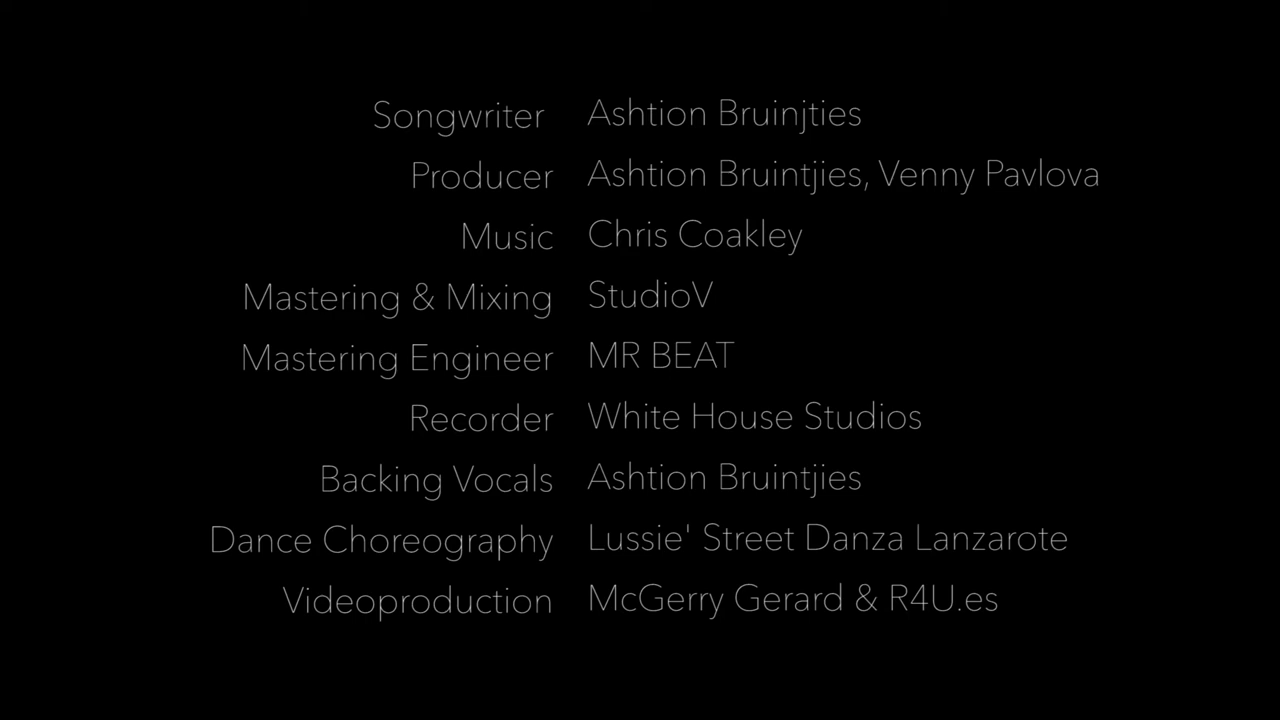 Songwriter Ashtion Bruinjties
Producer Ashtion Bruintjies, Venny Pavlova
Music Chris Coakley
Mastering & Mixing StudioV
Mastering Engineer MR BEAT
Recorder White House Studios
Backing Vocals Ashtion Bruintjies
Dance Choreography Lussie' Street Danza Lanzarote
Videoproduction McGerry Gerard & R4U.es